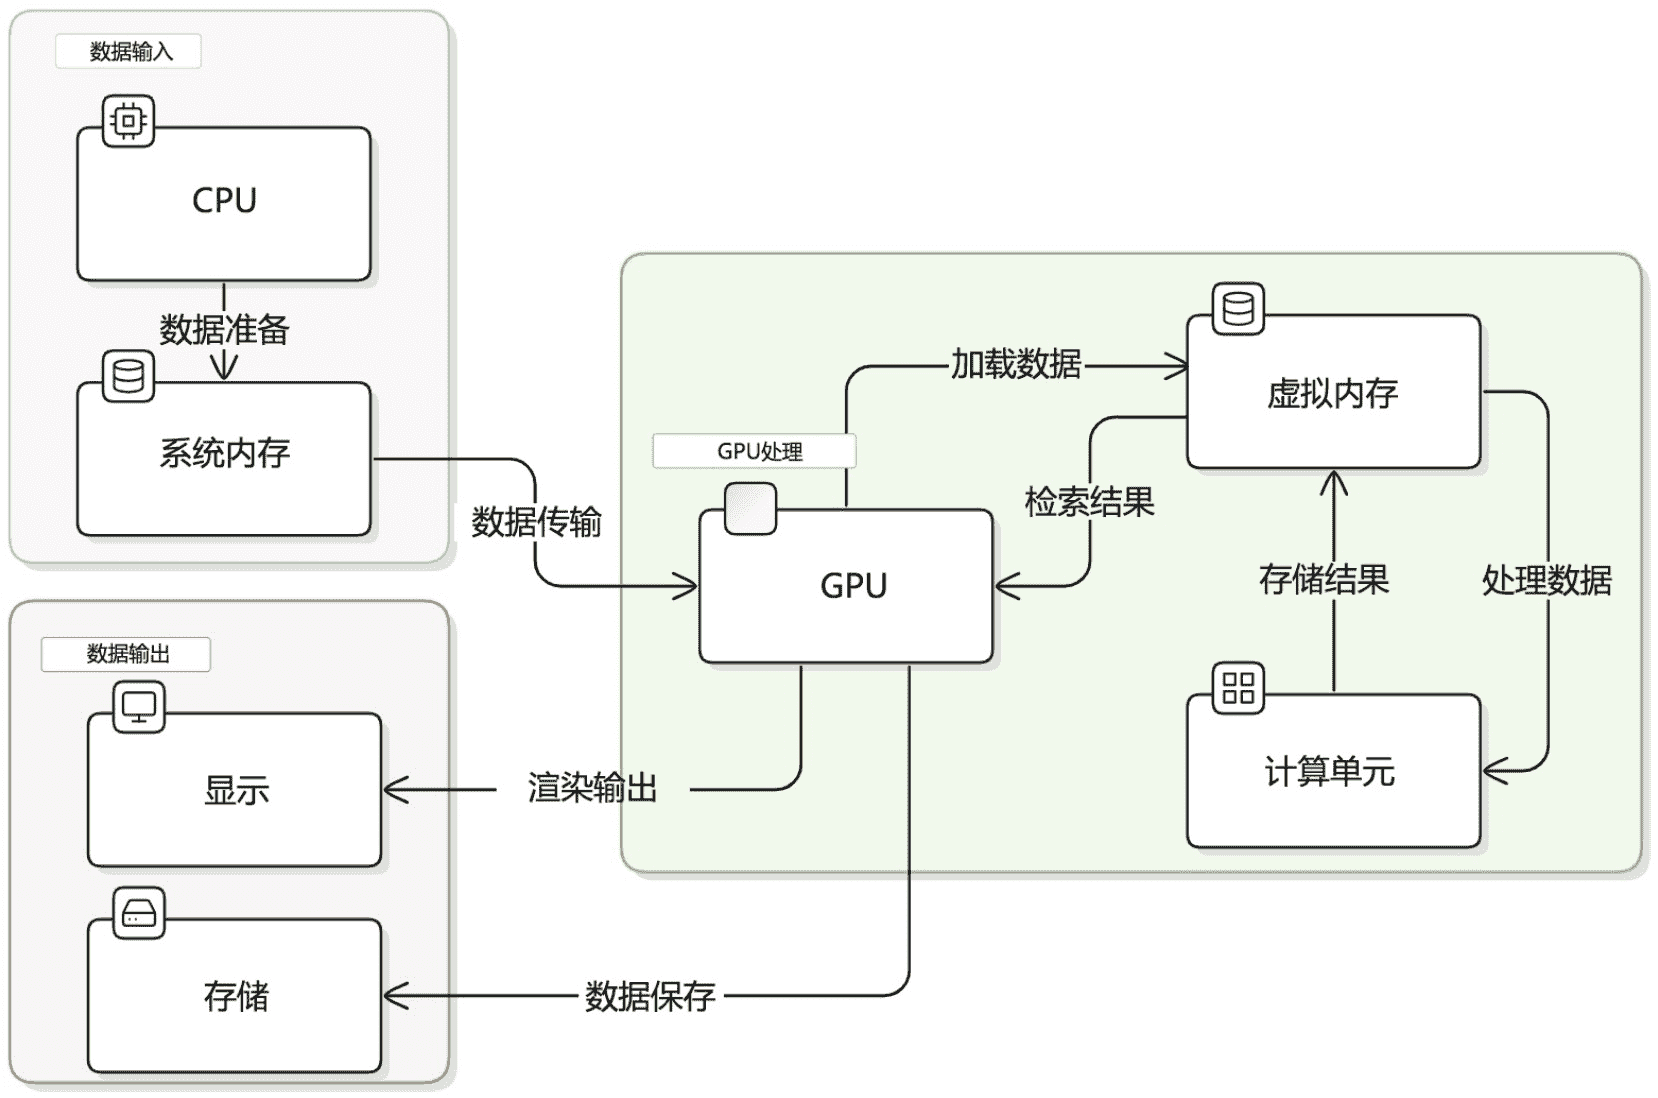 数据输入
CPU
数据准备
系统内存
数据传输
GPU处理
GPU
加载数据
检索结果
虚拟内存
存储结果
处理数据
计算单元
数据输出
显示
渲染输出
存储
数据保存